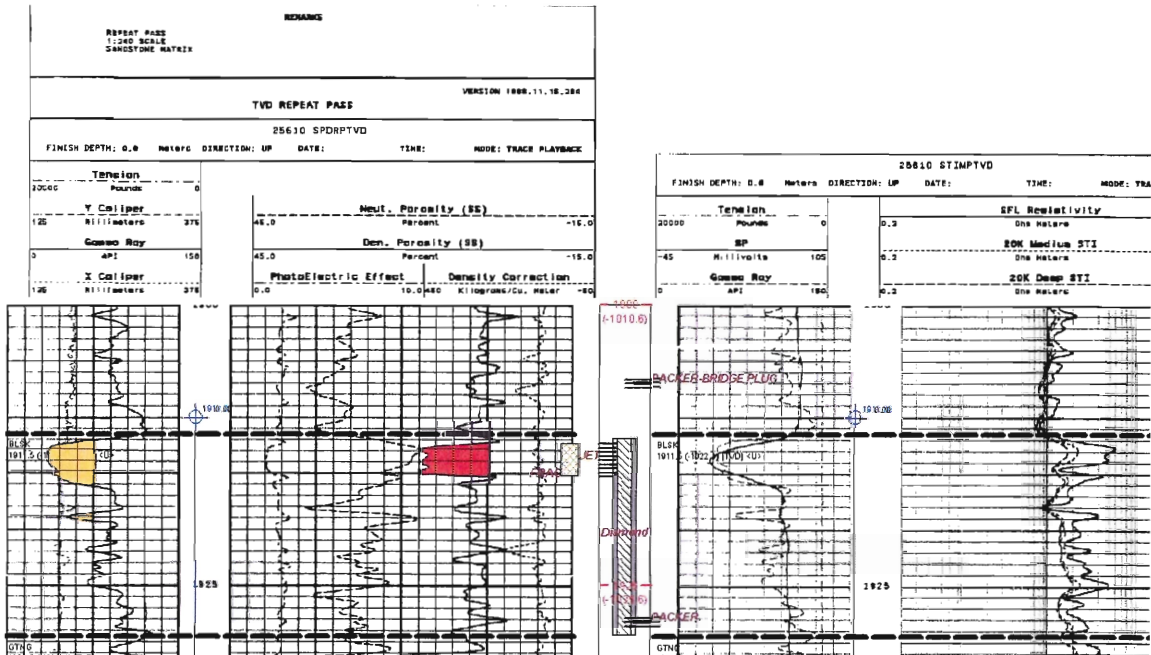 REMARKS
REPEAT PASS
1:240 SCALE
SANDSTONE MATRIX
VERSION 1998.11.15.384
TVD REPEAT PASS
25610 SPDRPTVD
FINISH DEPTH: 0.0 Meters DIRECTION: UP DATE: TIME: MODE: TRACE PLAYBACK
Tension
20000 Pounds 0
Y Caliper
125 Millimeters 375
Gamma Ray
0 API 150
X Caliper
125 Millimeters 375
Neut. Porosity (SS)
45.0 Percent -15.0
Den. Porosity (SS)
45.0 Percent -15.0
PhotoElectric Effect Density Correction
0.0 10.0 450 Kilograms/Cu. Meter -50
25610 STIMPTVD
FINISH DEPTH: 0.0 Meters DIRECTION: UP DATE: TIME: MODE: TRA
Tension
20000 Pounds 0
SP
-45 Millivolts 105
Gamma Ray
0 API 150
SFL Resistivity
0.2 Ohm Meters
20K Medium STI
0.2 Ohm Meters
20K Deep STI
0.2 Ohm Meters
(-1010.6)
PACKER-BRIDGE PLUG
1910.00
1910.00
BLSK
1911.5
<U>
BLSK
(TVD) <U>
JET
Diamond
1925
1925
PACKER
GTNG
GTNG